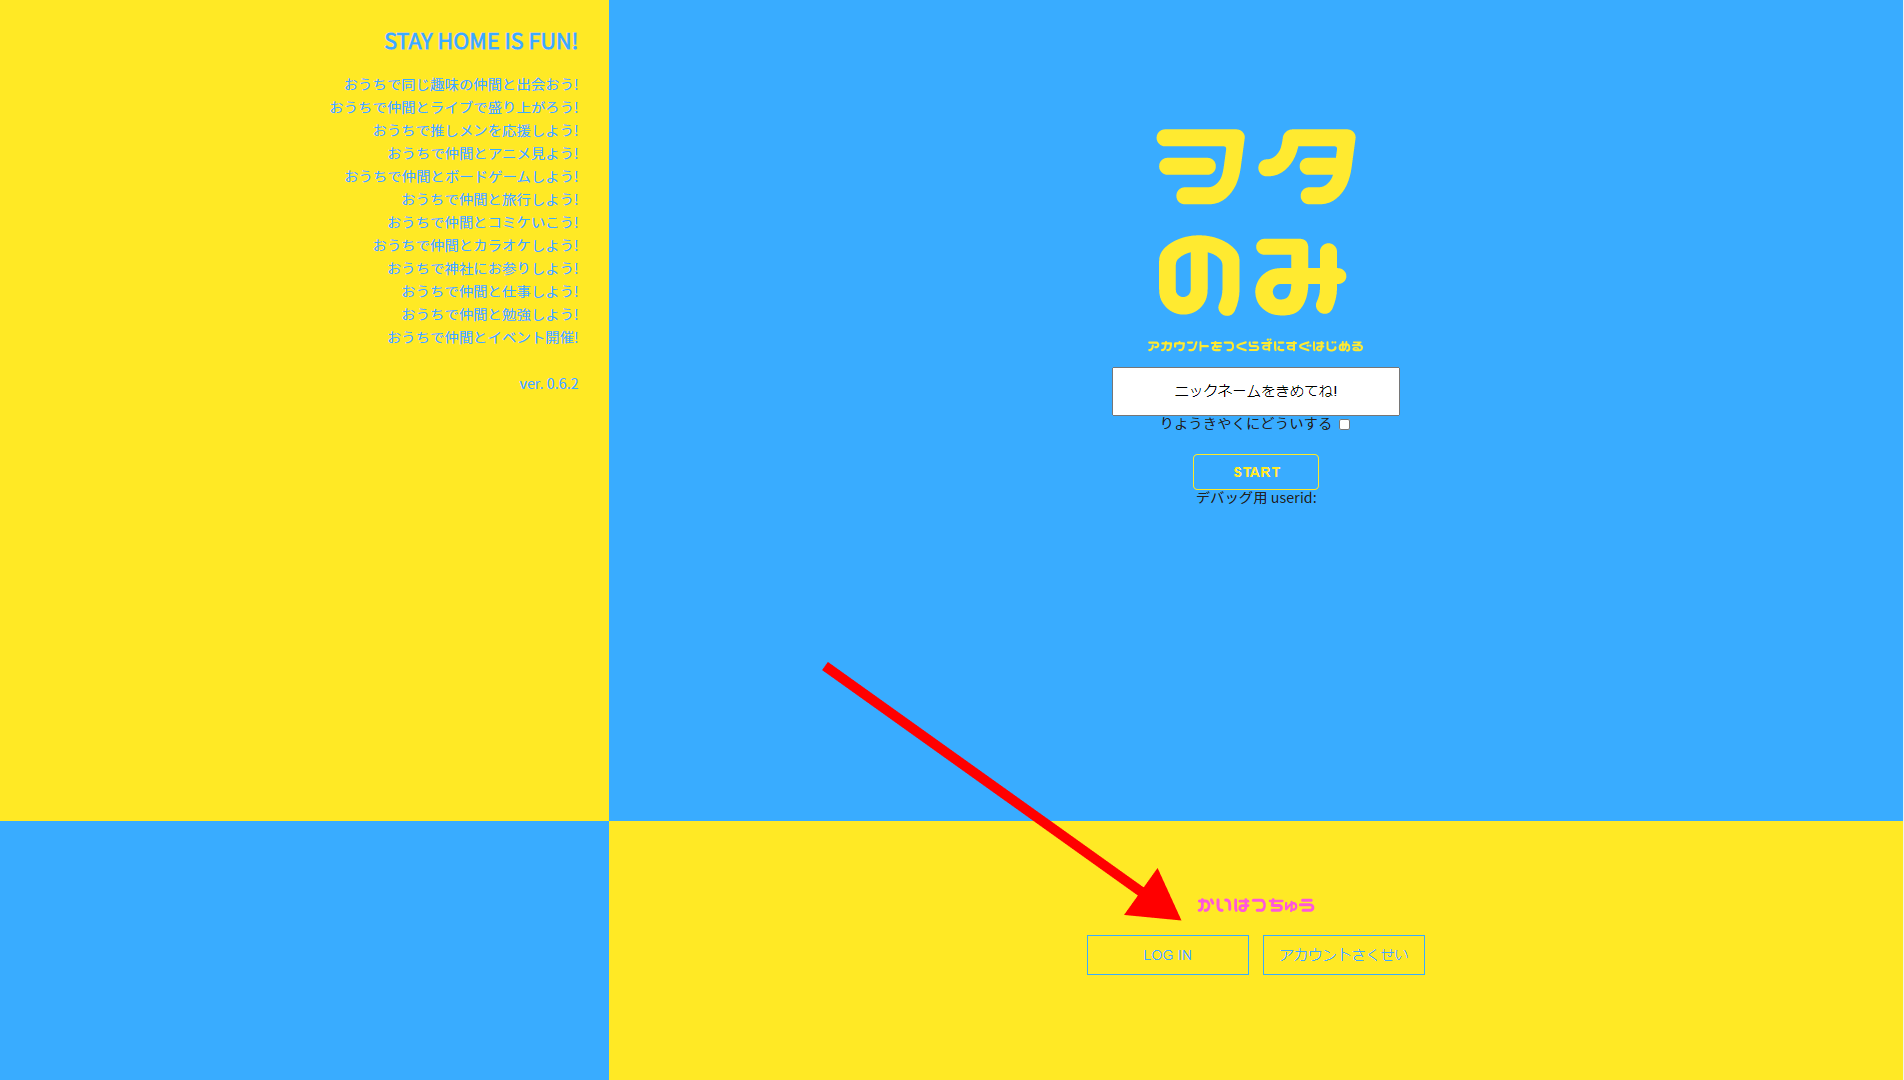 STAY HOME IS FUN!
おうちで同じ趣味の仲間と出会おう!
おうちで仲間とライブで盛り上がろう!
おうちで推しメンを応援しよう!
おうちで仲間とアニメ見よう!
おうちで仲間とボードゲームしよう!
おうちで仲間と旅行しよう!
おうちで仲間とコミケいこう!
おうちで仲間とカラオケしよう!
おうちで神社にお参りしよう!
おうちで仲間と仕事しよう!
おうちで仲間と勉強しよう!
おうちで仲間とイベント開催!
ver. 0.6.2
ヲタ
のみ
アカウントをつくらずにすぐはじめる
ニックネームをきめてね!
りようきやくにどういする
START
デバッグ用 userid:
かいはつちゅう
LOG IN アカウントさくせい